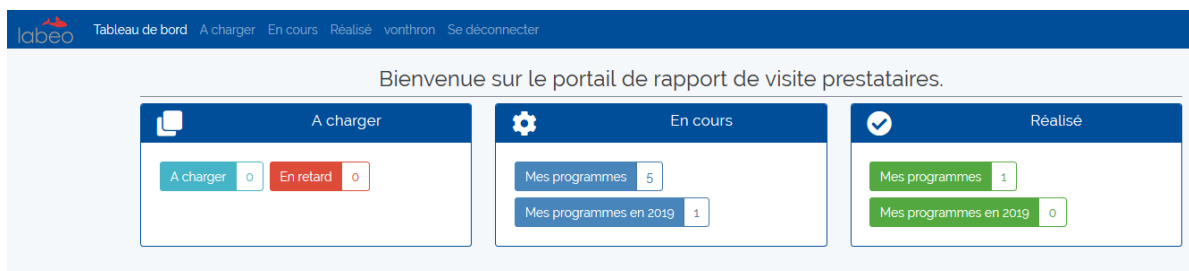 labeo Tableau de bord A charger En cours Réalisé vonthron Se déconnecter
Bienvenue sur le portail de rapport de visite prestataires.
A charger
A charger 0 En retard 0
En cours
Mes programmes 5
Mes programmes en 2019 1
Réalisé
Mes programmes 1
Mes programmes en 2019 0